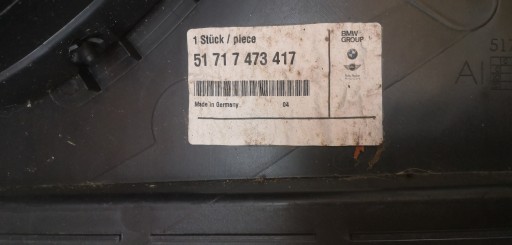 1 Stück / piece
51 71 7 473 417
Made in Germany 04
BMW
GROUP